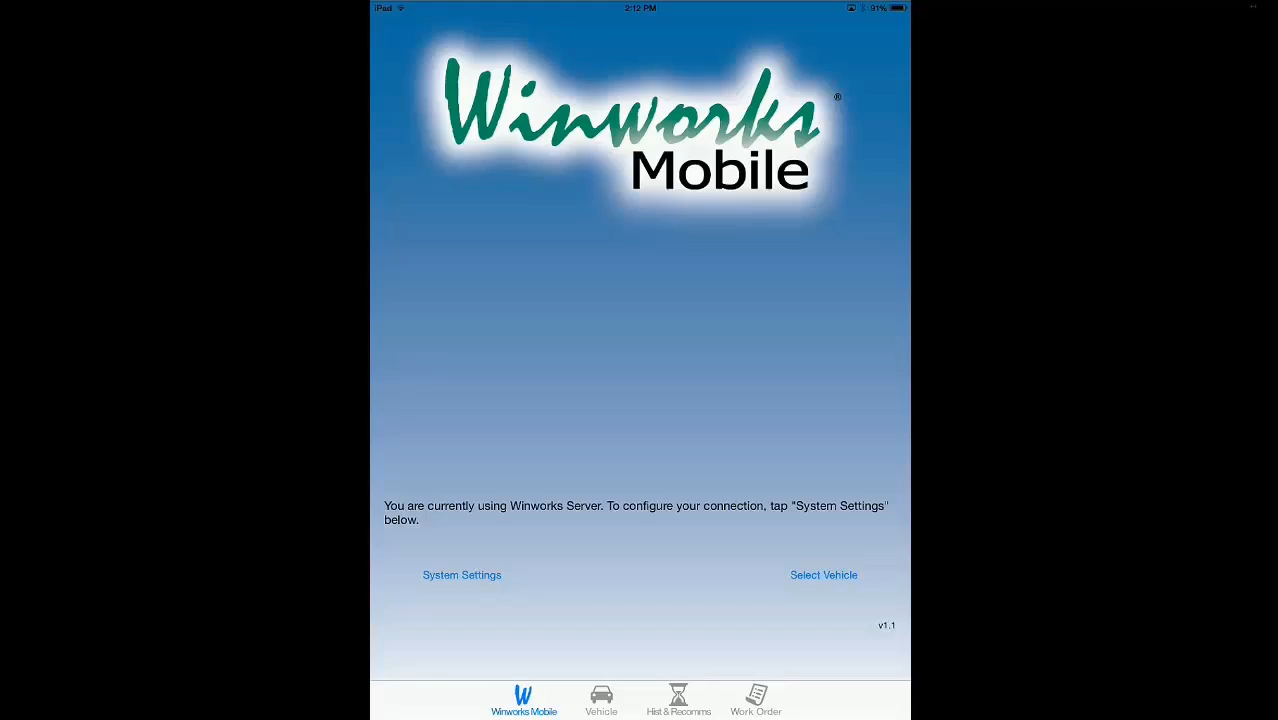 iPad 2:12 PM 91%
Winworks ®
Mobile
You are currently using Winworks Server. To configure your connection, tap "System Settings"
below.
System Settings Select Vehicle
v1.1
Winworks Mobile Vehicle Hist & Recomms Work Order